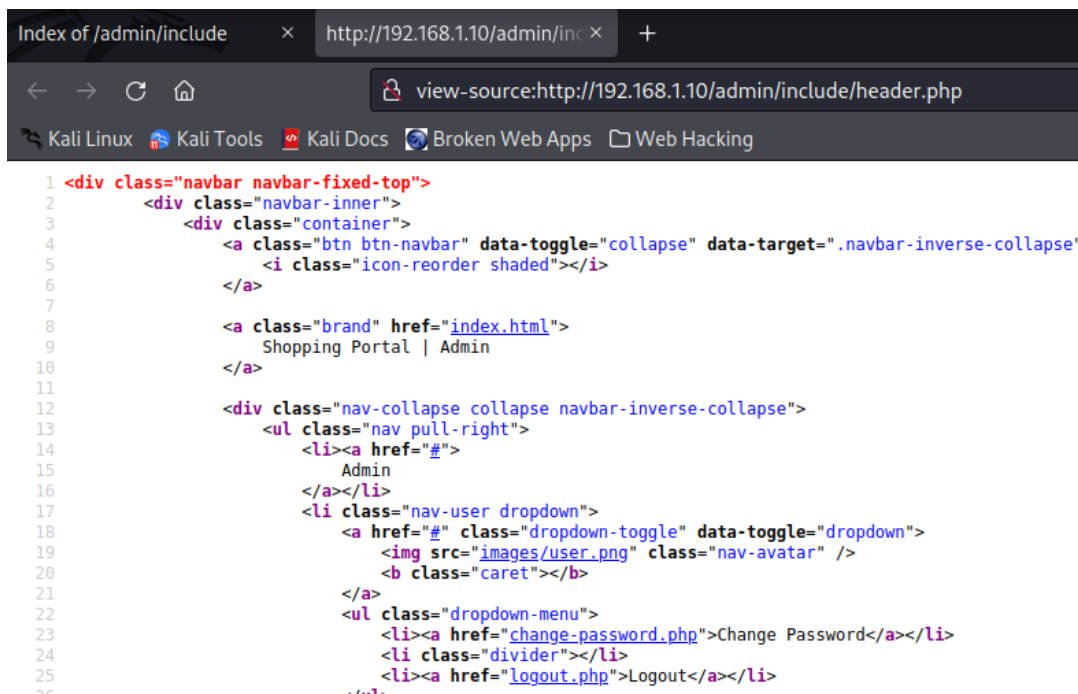 Index of /admin/include × http://192.168.1.10/admin/inc × +
view-source:http://192.168.1.10/admin/include/header.php
Kali Linux Kali Tools Kali Docs Broken Web Apps Web Hacking
1 <div class="navbar navbar-fixed-top">
2 <div class="navbar-inner">
3 <div class="container">
4 <a class="btn btn-navbar" data-toggle="collapse" data-target=".navbar-inverse-collapse"
5 <i class="icon-reorder shaded"></i>
6 </a>
7
8 <a class="brand" href="index.html">
9 Shopping Portal | Admin
10 </a>
11
12 <div class="nav-collapse collapse navbar-inverse-collapse">
13 <ul class="nav pull-right">
14 <li><a href="#">
15 Admin
16 </a></li>
17 <li class="nav-user dropdown">
18 <a href="#" class="dropdown-toggle" data-toggle="dropdown">
19 <img src="images/user.png" class="nav-avatar" />
20 <b class="caret"></b>
21 </a>
22 <ul class="dropdown-menu">
23 <li><a href="change-password.php">Change Password</a></li>
24 <li class="divider"></li>
25 <li><a href="logout.php">Logout</a></li>